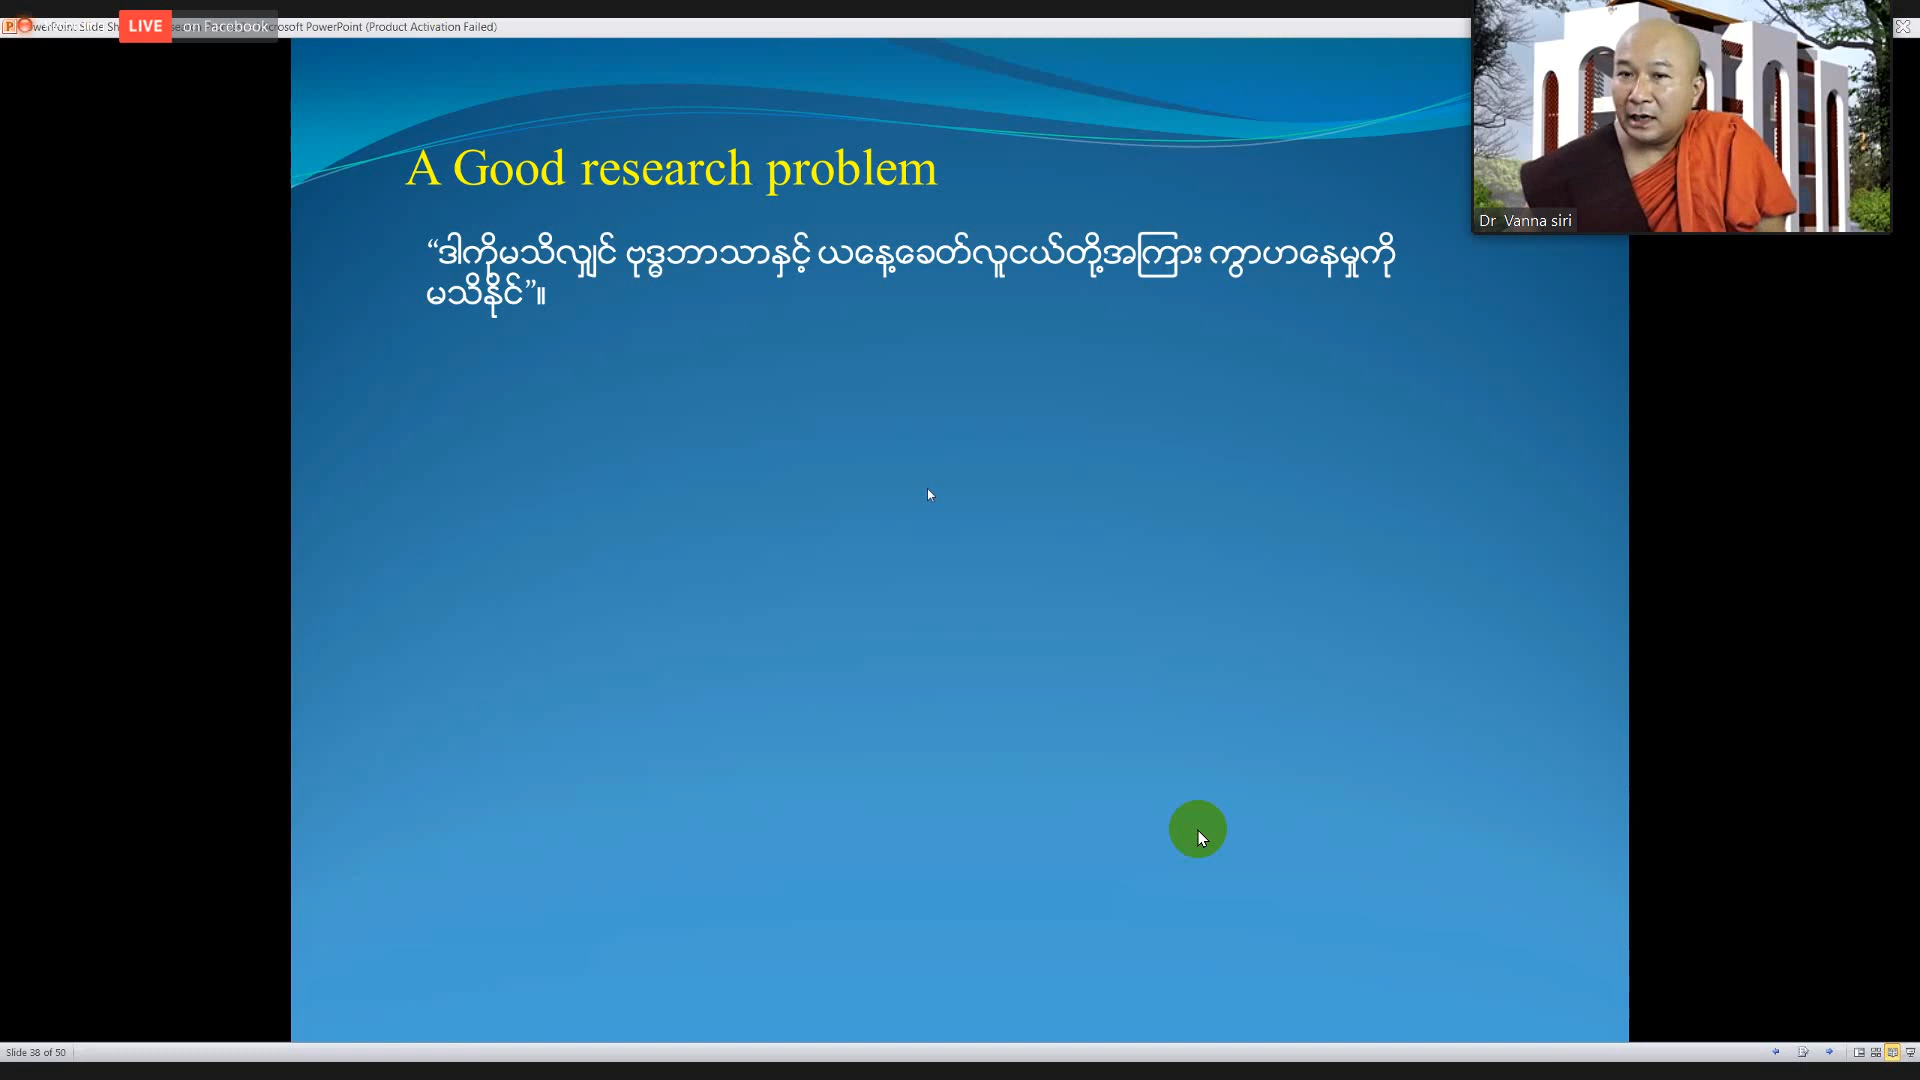 LIVE on Facebook
PowerPoint Slide Sh
crosoft PowerPoint (Product Activation Failed)
A Good research problem
“ဒါကိုမသိလျှင် ဗုဒ္ဓဘာသာနှင့် ယနေ့ခေတ်လူငယ်တို့အကြား ကွာဟနေမှုကို
မသိနိုင်”။
Dr Vanna siri
Slide 38 of 50